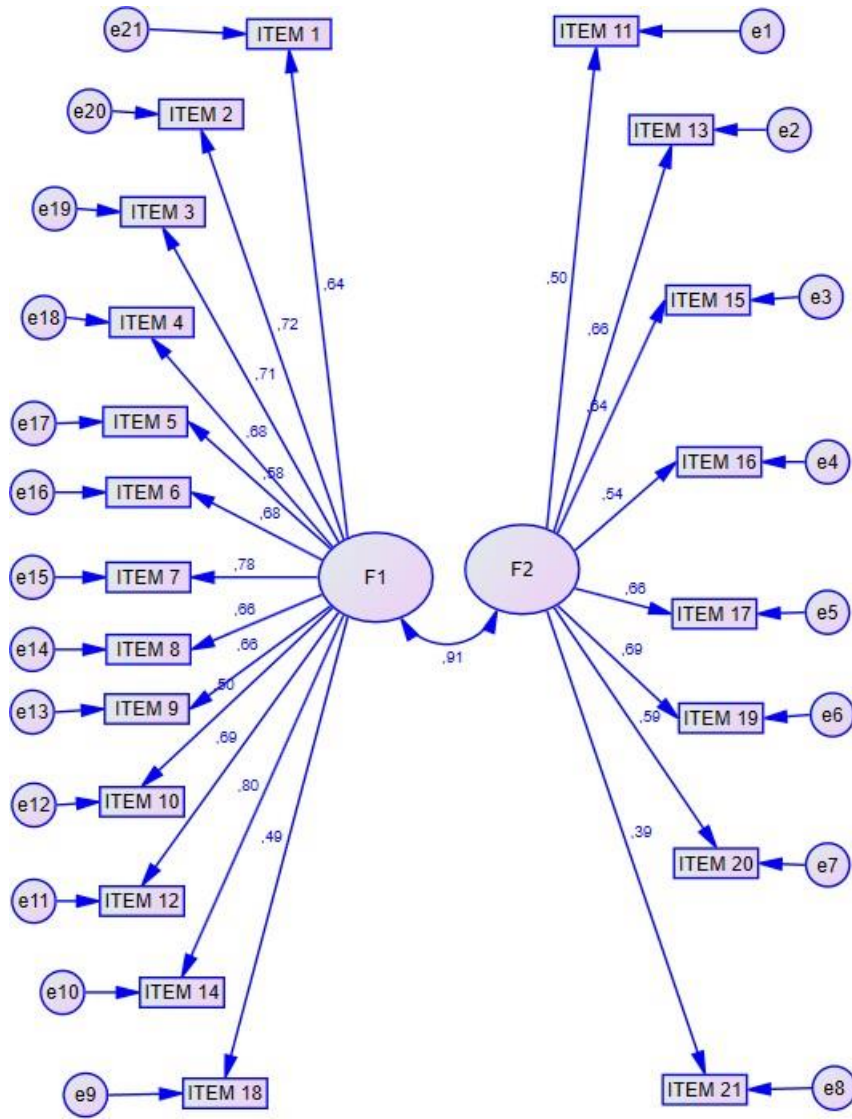 e21
ITEM 1
ITEM 11
e1
e20
ITEM 2
ITEM 13
e2
e19
ITEM 3
,64
,50
ITEM 15
e3
e18
ITEM 4
,72
,66
,71
,64
e17
ITEM 5
,68
ITEM 16
e4
,58
,54
e16
ITEM 6
,68
e15
ITEM 7
,78
F1
F2
,66
ITEM 17
e5
e14
ITEM 8
,66
,66
,91
,69
e13
ITEM 9
,50
,59
ITEM 19
e6
,69
e12
ITEM 10
,80
,49
,39
ITEM 20
e7
e11
ITEM 12
e10
ITEM 14
e9
ITEM 18
ITEM 21
e8